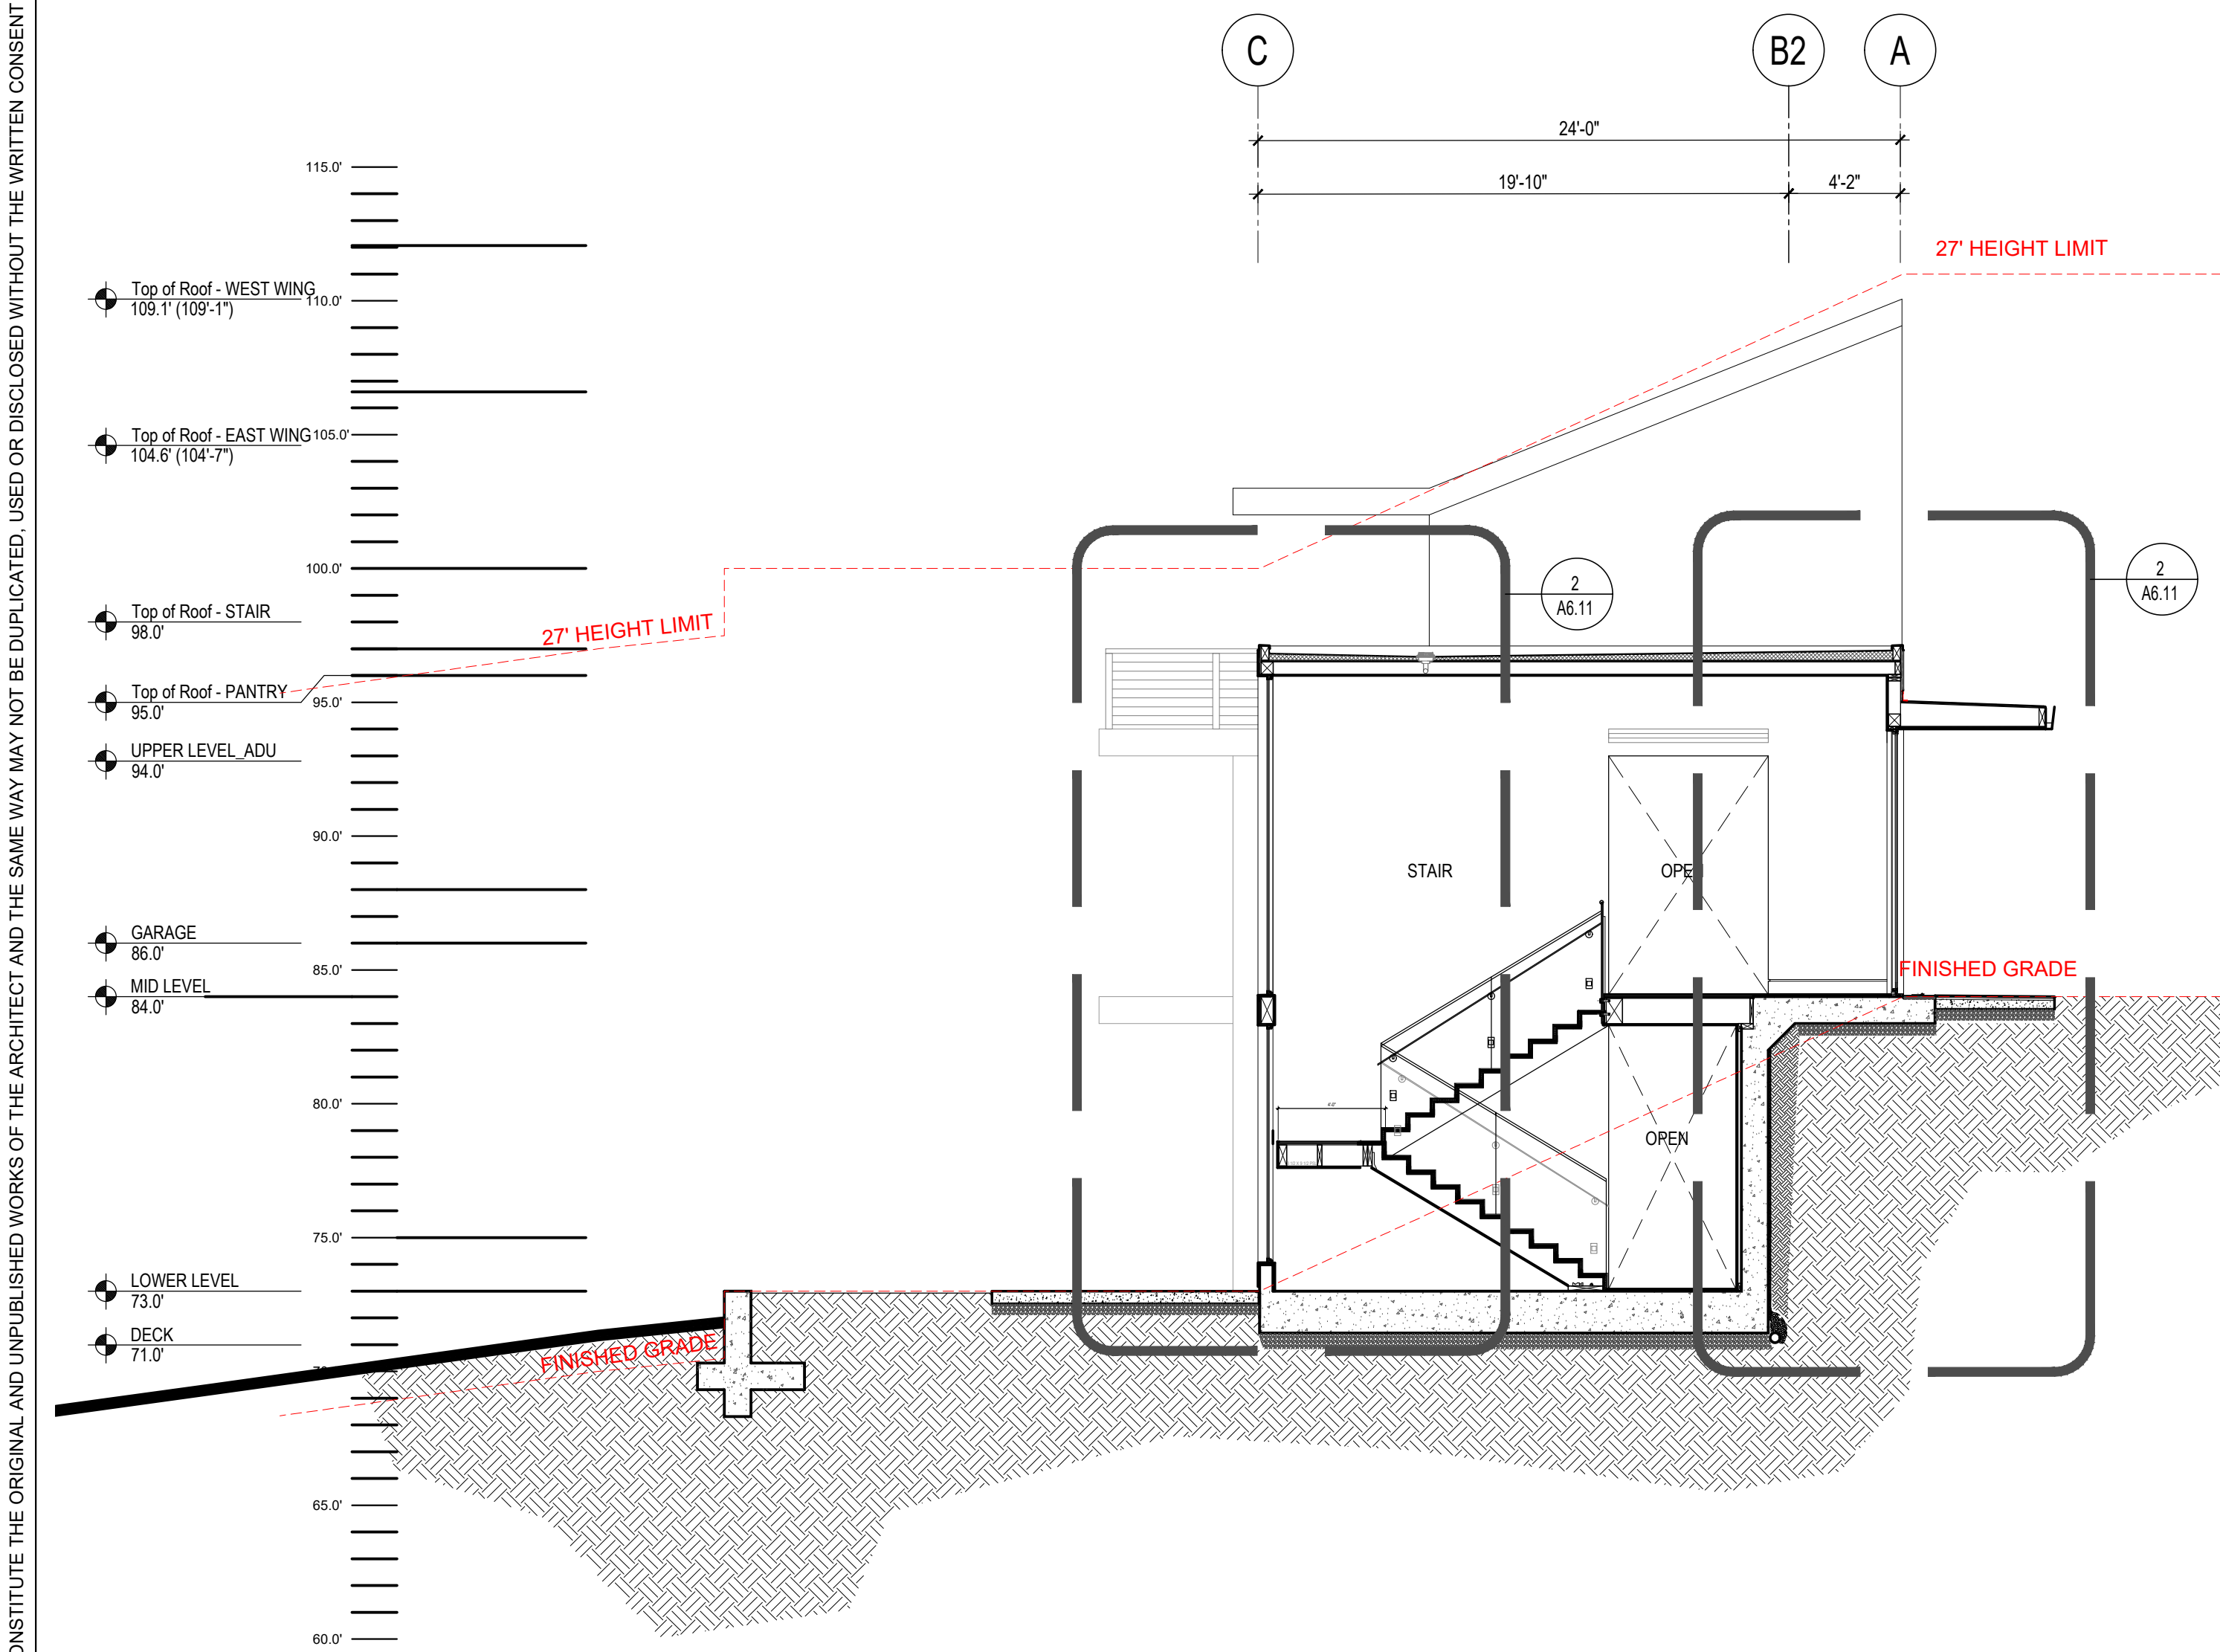 ONSTITUTE THE ORIGINAL AND UNPUBLISHED WORKS OF THE ARCHITECT AND THE SAME WAY MAY NOT BE DUPLICATED, USED OR DISCLOSED WITHOUT THE WRITTEN CONSENT
C
B2
A
24'-0"
19'-10"
4'-2"
27' HEIGHT LIMIT
115.0'
Top of Roof - WEST WING
109.1' (109'-1")
110.0'
Top of Roof - EAST WING
104.6' (104'-7")
105.0'
100.0'
2
A6.11
2
A6.11
Top of Roof - STAIR
98.0'
27' HEIGHT LIMIT
Top of Roof - PANTRY
95.0'
95.0'
UPPER LEVEL_ADU
94.0'
90.0'
STAIR
OPEN
GARAGE
86.0'
85.0'
FINISHED GRADE
MID LEVEL
84.0'
80.0'
OPEN
75.0'
LOWER LEVEL
73.0'
DECK
71.0'
FINISHED GRADE
65.0'
60.0'